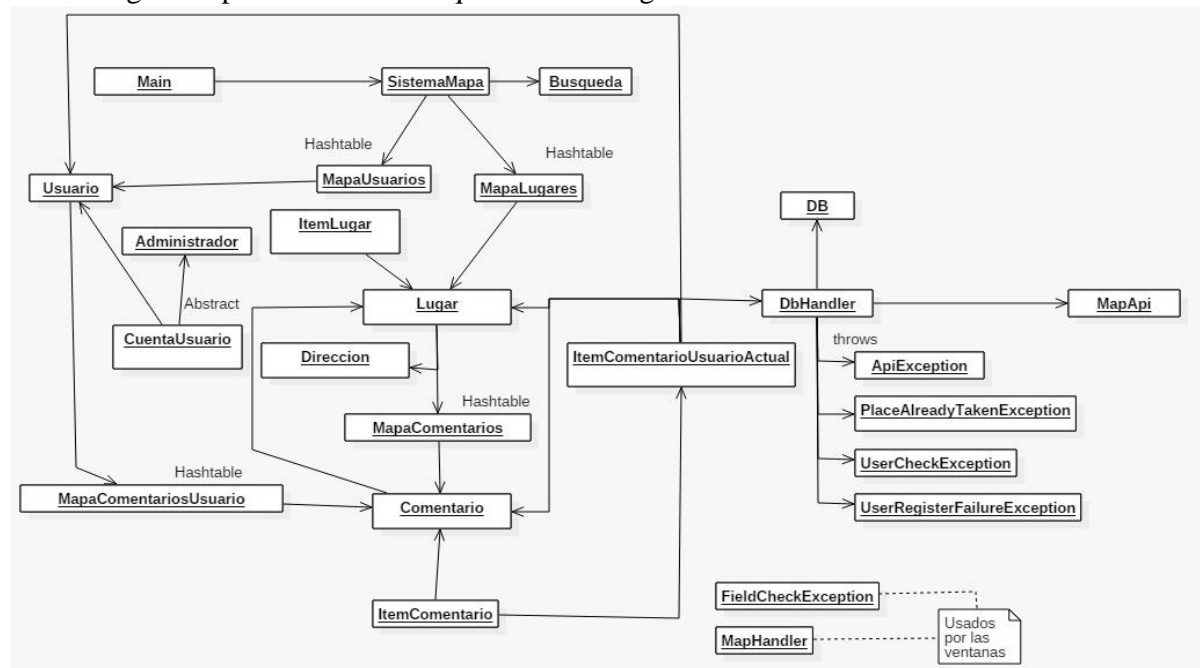 Main
SistemaMapa
Busqueda
Hashtable
Hashtable
Usuario
MapaUsuarios
MapaLugares
DB
ItemLugar
Administrador
Lugar
DbHandler
MapApi
Abstract
CuentaUsuario
throws
Direccion
ItemComentarioUsuarioActual
ApiException
Hashtable
PlaceAlreadyTakenException
MapaComentarios
Hashtable
UserCheckException
MapaComentariosUsuario
Comentario
UserRegisterFailureException
FieldCheckException
ItemComentario
MapHandler
Usados
por las
ventanas